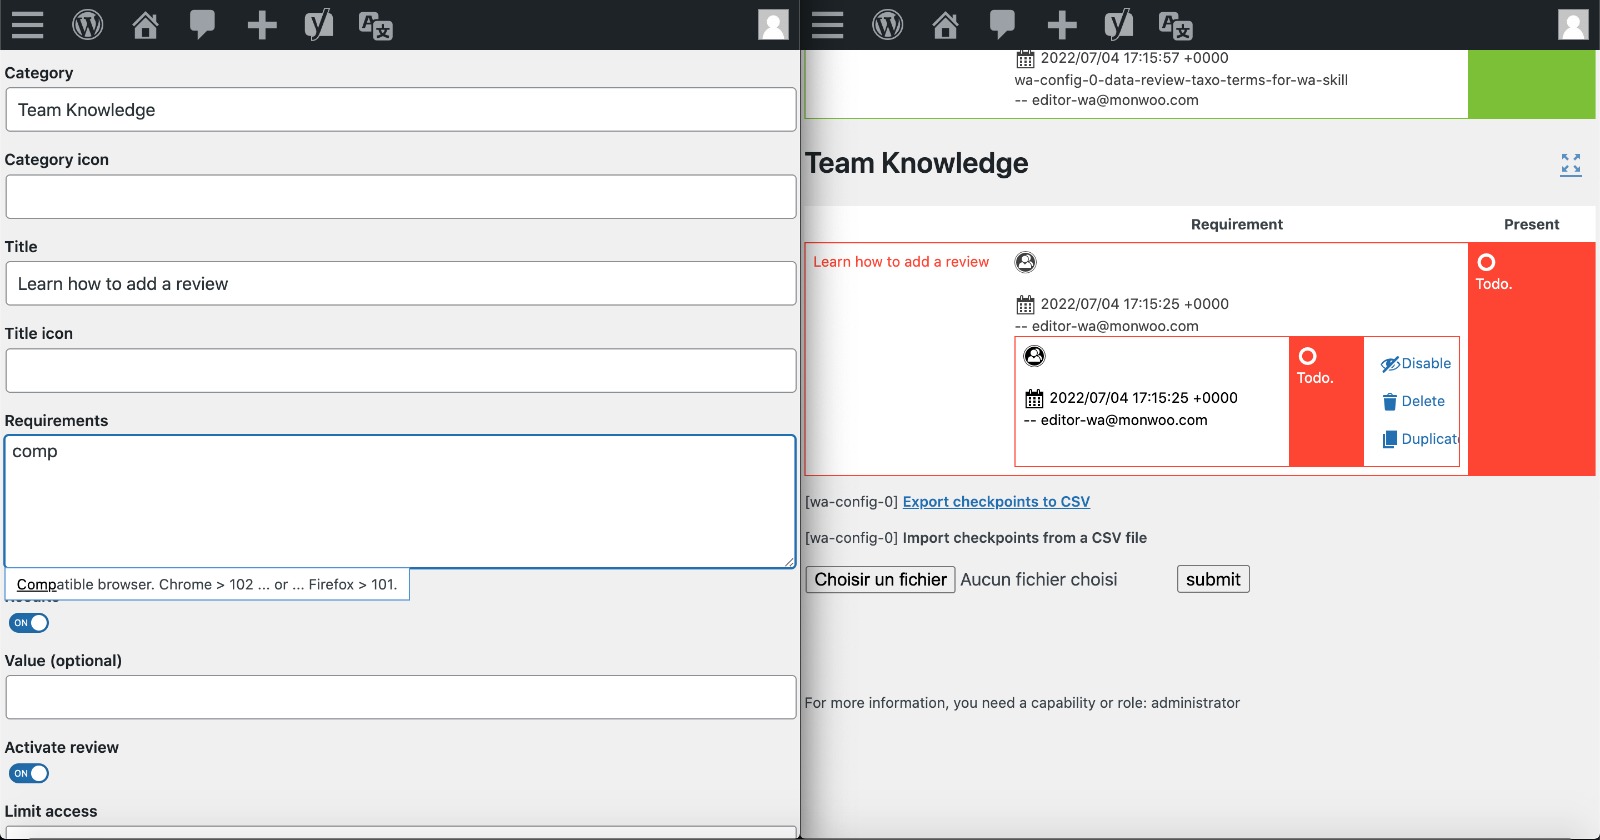 Category
Team Knowledge
Category icon
Title
Learn how to add a review
Title icon
Requirements
comp
Compatible browser. Chrome > 102 ... or ... Firefox > 101.
ON
Value (optional)
Activate review
ON
Limit access
2022/07/04 17:15:57 +0000
wa-config-0-data-review-taxo-terms-for-wa-skill
-- editor-wa@monwoo.com
Team Knowledge
Requirement Present
Learn how to add a review
Todo.
2022/07/04 17:15:25 +0000
-- editor-wa@monwoo.com
Todo.
2022/07/04 17:15:25 +0000
-- editor-wa@monwoo.com
Disable
Delete
Duplicat
[wa-config-0] Export checkpoints to CSV
[wa-config-0] Import checkpoints from a CSV file
Choisir un fichier Aucun fichier choisi submit
For more information, you need a capability or role: administrator